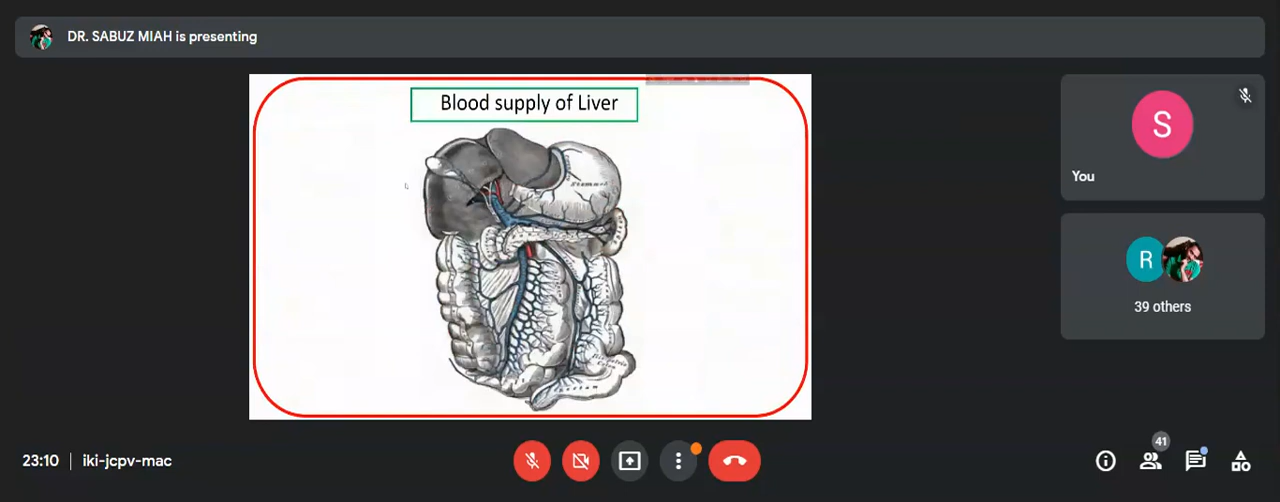 DR. SABUZ MIAH is presenting
Blood supply of Liver
S
You
R
39 others
23:10 | iki-jcpv-mac
41